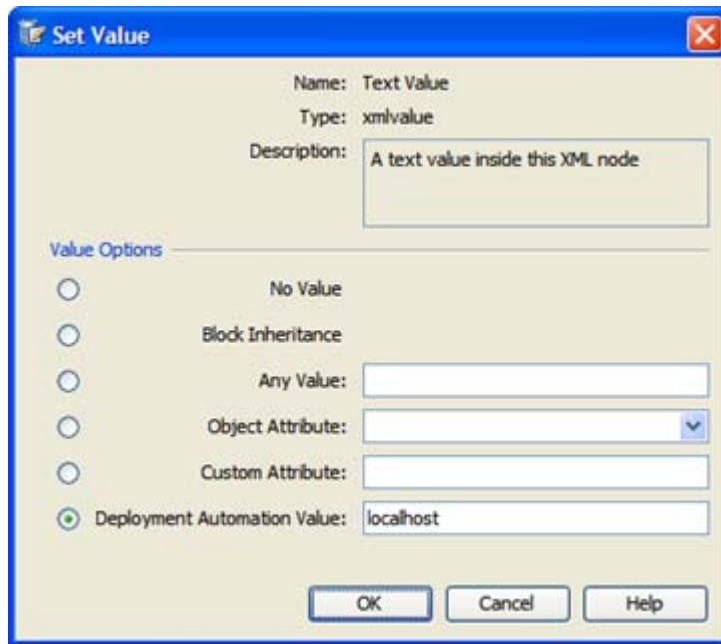 Set Value
Name: Text Value
Type: xmlvalue
Description: A text value inside this XML node
Value Options
No Value
Block Inheritance
Any Value:
Object Attribute:
Custom Attribute:
Deployment Automation Value: localhost
OK Cancel Help